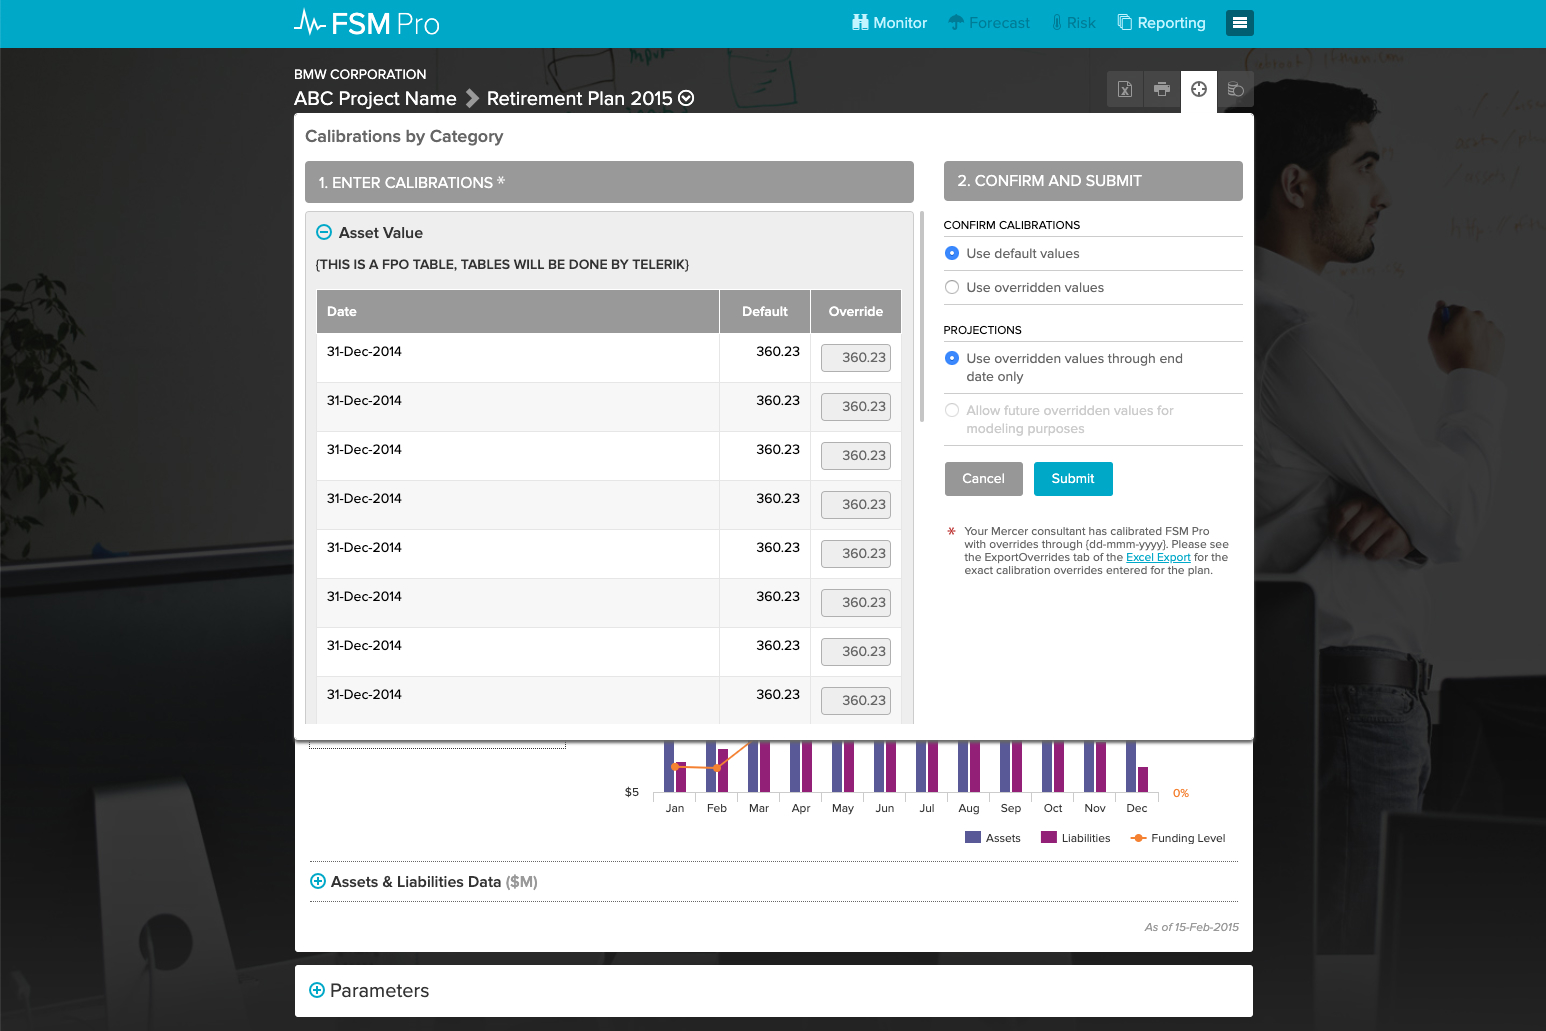 FSM Pro
Monitor
Forecast
Risk
Reporting
BMW CORPORATION
ABC Project Name
Retirement Plan 2015
Calibrations by Category
1. ENTER CALIBRATIONS *
2. CONFIRM AND SUBMIT
Asset Value
{THIS IS A FPO TABLE, TABLES WILL BE DONE BY TELERIK}
Date Default Override
31-Dec-2014 360.23 360.23
31-Dec-2014 360.23 360.23
31-Dec-2014 360.23 360.23
31-Dec-2014 360.23 360.23
31-Dec-2014 360.23 360.23
31-Dec-2014 360.23 360.23
31-Dec-2014 360.23 360.23
31-Dec-2014 360.23 360.23
CONFIRM CALIBRATIONS
Use default values
Use overridden values
PROJECTIONS
Use overridden values through end
date only
Allow future overridden values for
modeling purposes
Cancel
Submit
* Your Mercer consultant has calibrated FSM Pro
with overrides through {dd-mmm-yyyy}. Please see
the ExportOverrides tab of the Excel Export for the
exact calibration overrides entered for the plan.
$5
0%
Jan Feb Mar Apr May Jun Jul Aug Sep Oct Nov Dec
Assets
Liabilities
Funding Level
Assets & Liabilities Data ($M)
As of 15-Feb-2015
Parameters